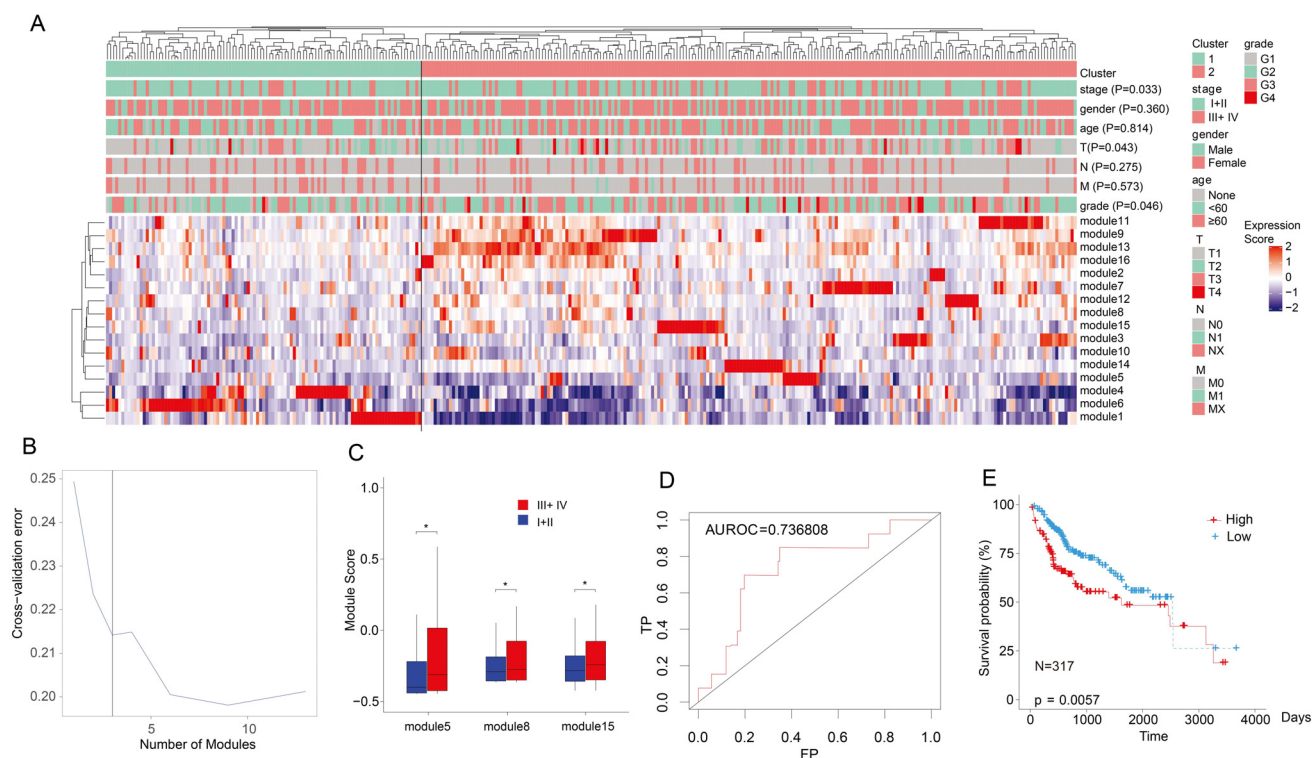 A
Cluster
stage (P=0.033)
gender (P=0.360)
age (P=0.814)
T(P=0.043)
N (P=0.275)
M (P=0.573)
grade (P=0.046)
module11
module9
module13
module16
module2
module7
module12
module8
module15
module3
module10
module14
module5
module4
module6
module1
Cluster
1
2
stage
I+II
III+ IV
gender
Male
Female
age
None
<60
≥60
T
T1
T2
T3
T4
N
N0
N1
NX
M
M0
M1
MX
grade
G1
G2
G3
G4
Expression
Score
2
1
0
−1
−2
B
Cross-validation error
0.25
0.24
0.23
0.22
0.21
0.20
5
10
Number of Modules
C
Module Score
1.0
0.5
0.0
−0.5
III+ IV
I+II
*
*
*
module5
module8
module15
D
AUROC=0.736808
TP
1.0
0.8
0.6
0.4
0.2
0.0
0.0
0.2
0.4
0.6
0.8
1.0
FP
E
Survival probability (%)
100
75
50
25
0
High
Low
N=317
p = 0.0057
0
1000
2000
3000
4000
Days
Time